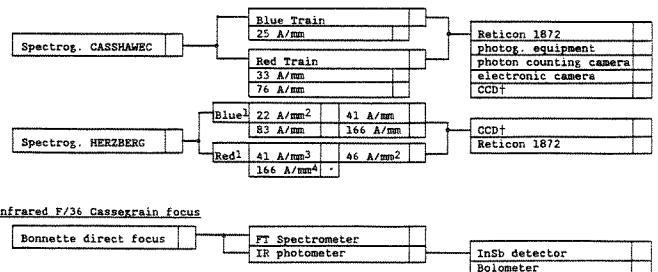 Blue Train
25 A/mm
Spectrog. CASSHAWEC
Red Train
33 A/mm
76 A/mm
Reticon 1872
photog. equipment
photon counting camera
electronic camera
CCD†
Blue1 22 A/mm2 41 A/mm
83 A/mm 166 A/mm
Spectrog. HERZBERG
Red1 41 A/mm3 46 A/mm2
166 A/mm4
CCD†
Reticon 1872
nfrared F/36 Cassegrain focus
Bonnette direct focus
FT Spectrometer
IR photometer
InSb detector
Bolometer